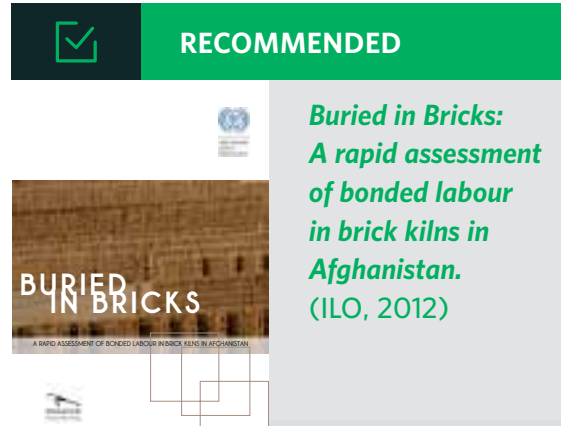 RECOMMENDED
Buried in Bricks:
A rapid assessment
of bonded labour
in brick kilns in
Afghanistan.
(ILO, 2012)
BURIED
IN BRICKS
A RAPID ASSESSMENT OF BONDED LABOUR IN BRICK KILNS IN AFGHANISTAN